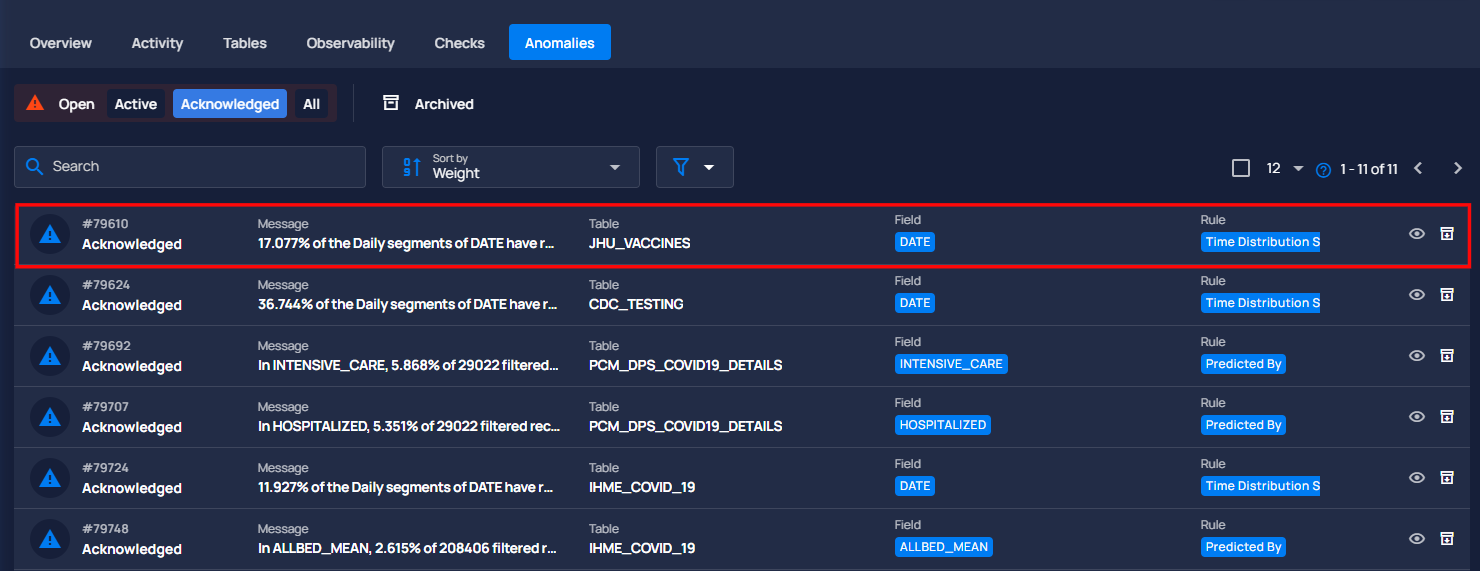 Overview Activity Tables Observability Checks Anomalies
Open Active Acknowledged All Archived
Search
Sort by
Weight
12 1 - 11 of 11
#79610 Message Table Field Rule
Acknowledged 17.077% of the Daily segments of DATE have r... JHU_VACCINES DATE Time Distribution S
#79624 Message Table Field Rule
Acknowledged 36.744% of the Daily segments of DATE have r... CDC_TESTING DATE Time Distribution S
#79692 Message Table Field Rule
Acknowledged In INTENSIVE_CARE, 5.868% of 29022 filtered... PCM_DPS_COVID19_DETAILS INTENSIVE_CARE Predicted By
#79707 Message Table Field Rule
Acknowledged In HOSPITALIZED, 5.351% of 29022 filtered rec... PCM_DPS_COVID19_DETAILS HOSPITALIZED Predicted By
#79724 Message Table Field Rule
Acknowledged 11.927% of the Daily segments of DATE have r... IHME_COVID_19 DATE Time Distribution S
#79748 Message Table Field Rule
Acknowledged In ALLBED_MEAN, 2.615% of 208406 filtered r... IHME_COVID_19 ALLBED_MEAN Predicted By